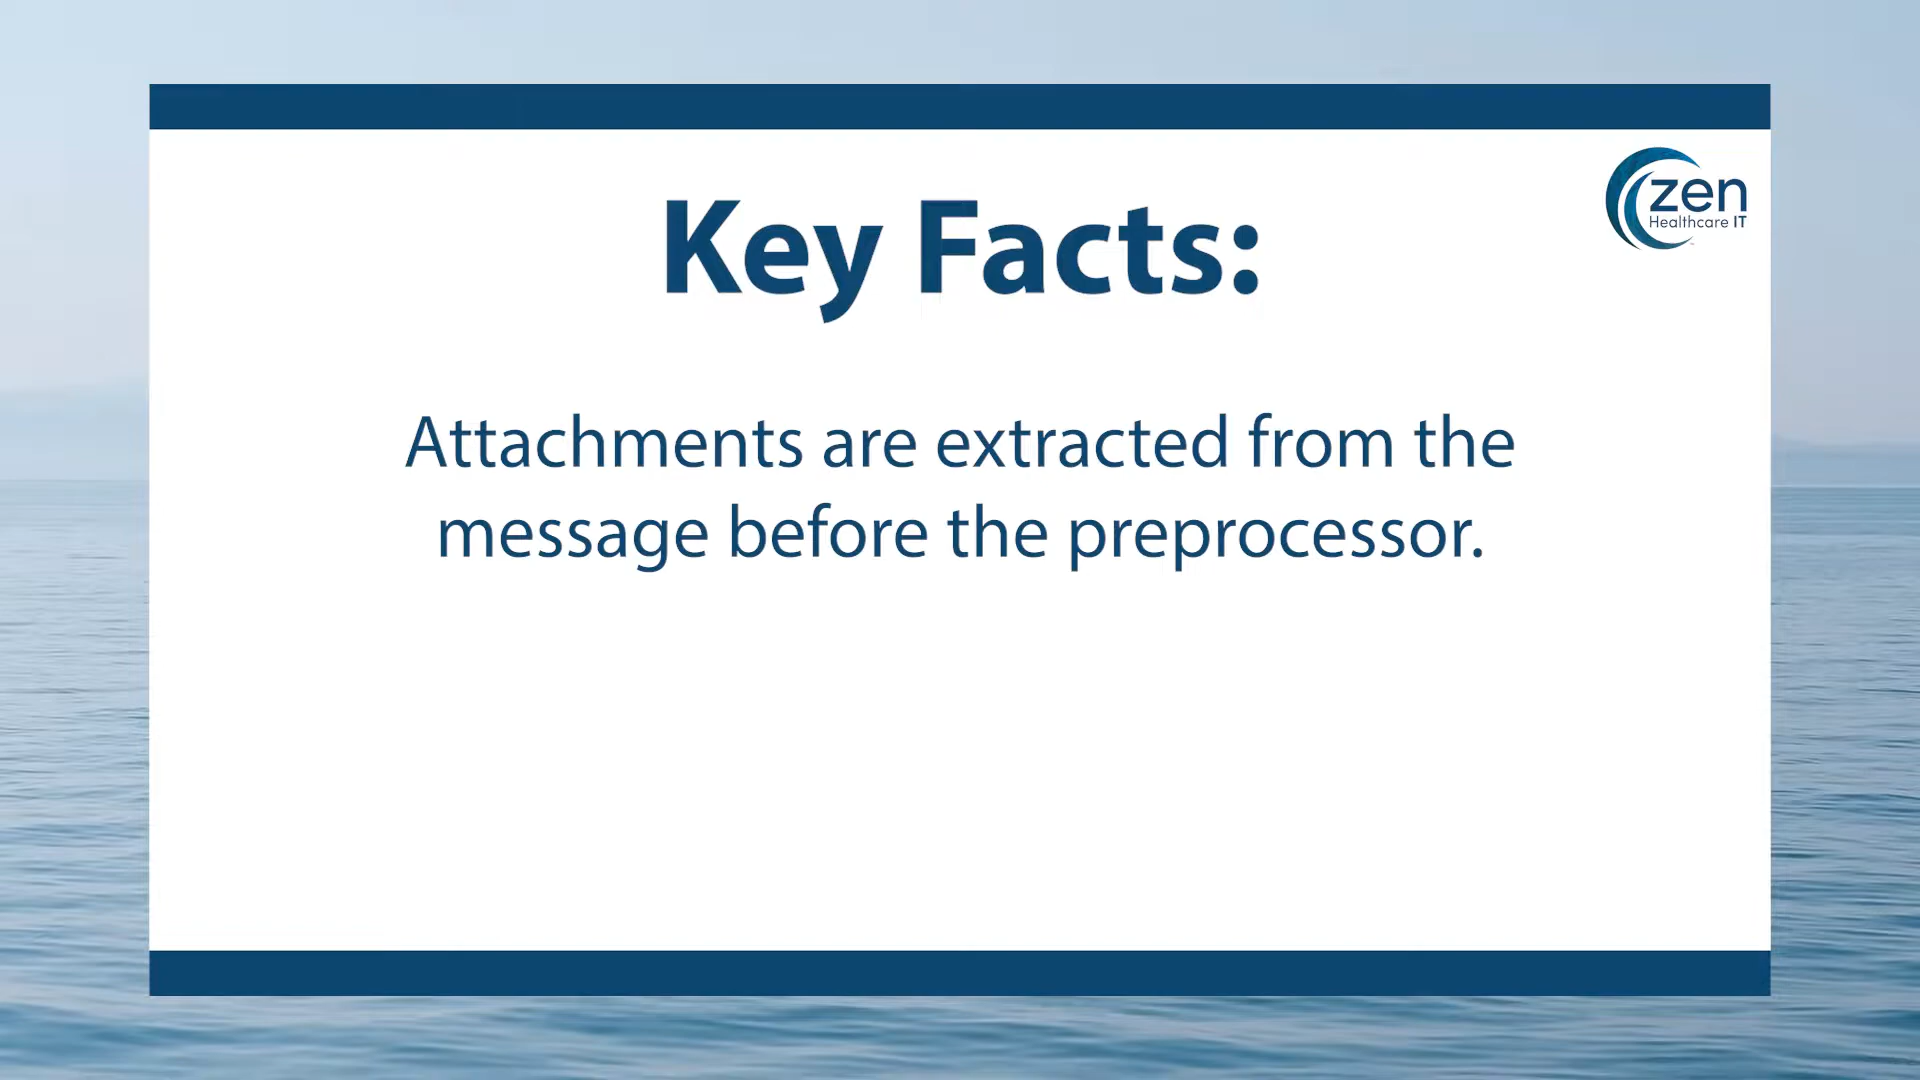 Key Facts:
zen
Healthcare IT
Attachments are extracted from the
message before the preprocessor.